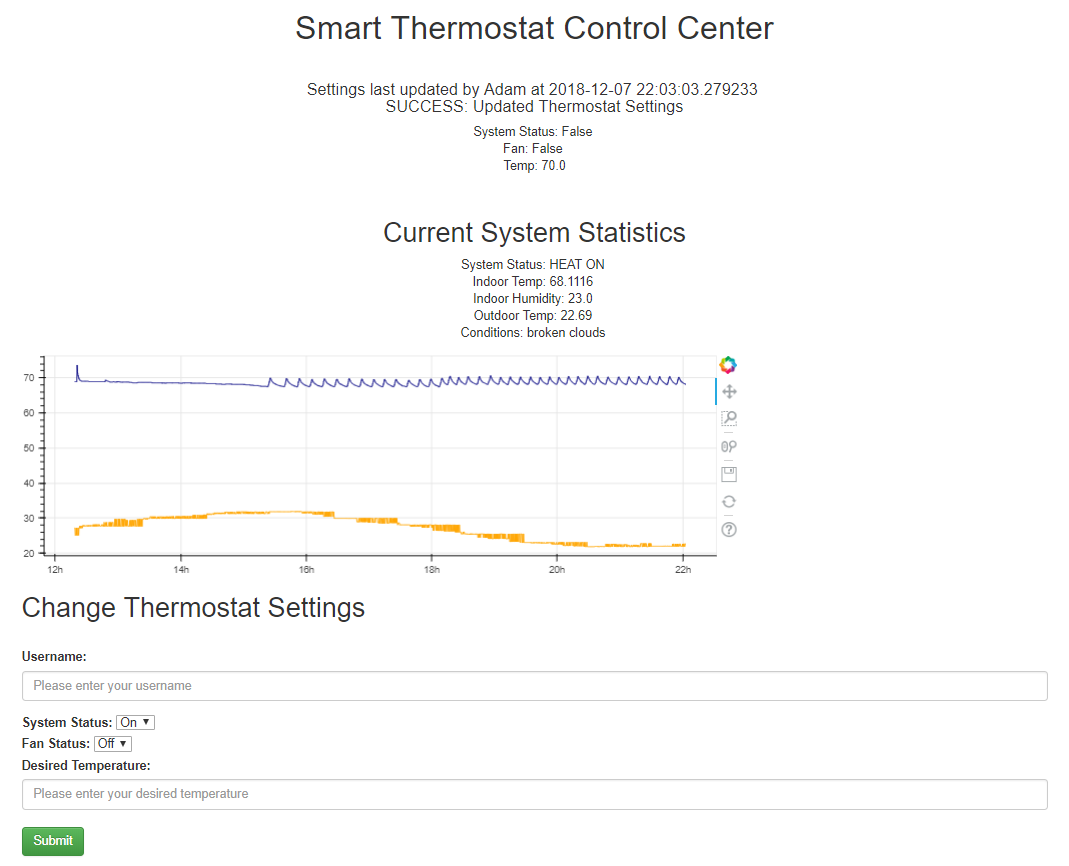 Smart Thermostat Control Center
Settings last updated by Adam at 2018-12-07 22:03:03.279233
SUCCESS: Updated Thermostat Settings
System Status: False
Fan: False
Temp: 70.0
Current System Statistics
System Status: HEAT ON
Indoor Temp: 68.1116
Indoor Humidity: 23.0
Outdoor Temp: 22.69
Conditions: broken clouds
70
60
50
40
30
20
12h 14h 16h 18h 20h 22h
Change Thermostat Settings
Username:
Please enter your username
System Status: On
Fan Status: Off
Desired Temperature:
Please enter your desired temperature
Submit